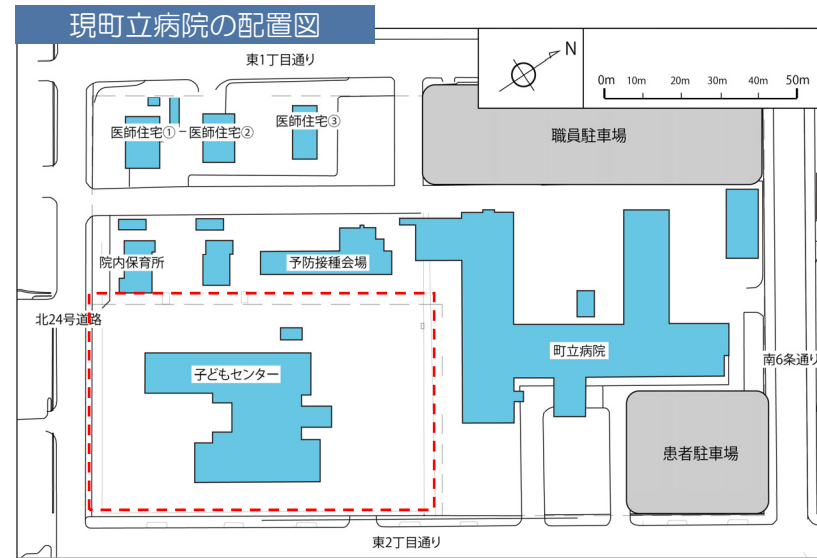 現町立病院の配置図
N
0m 10m 20m 30m 40m 50m
東1丁目通り
医師住宅①
医師住宅②
医師住宅③
職員駐車場
院内保育所
予防接種会場
北24号道路
子どもセンター
町立病院
南6条通り
患者駐車場
東2丁目通り